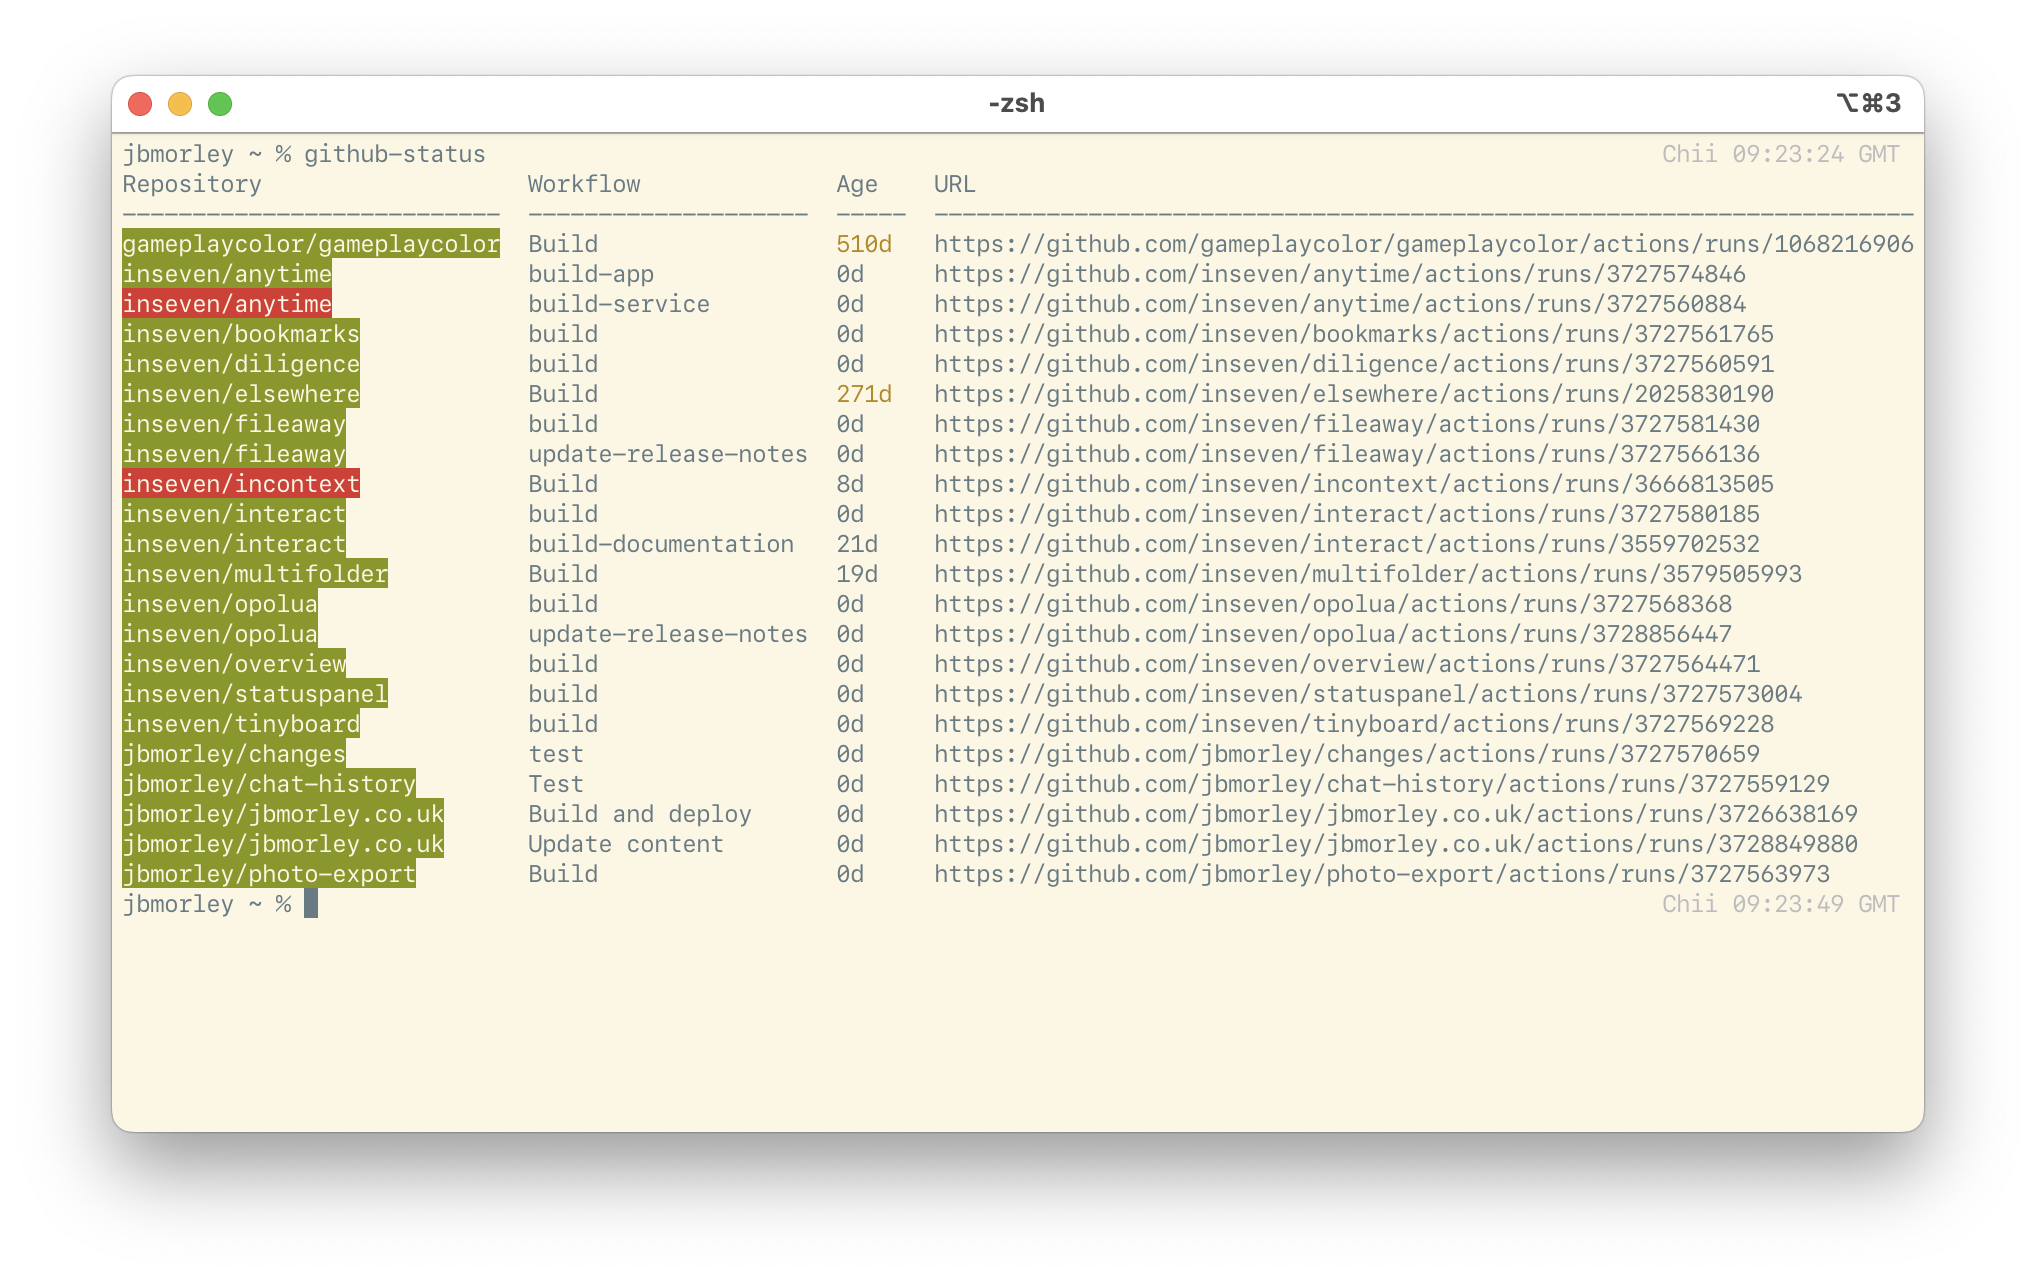 -zsh ⌥⌘3
jbmorley ~ % github-status Chii 09:23:24 GMT
Repository Workflow Age URL
--------------------------- -------------------- ----- ----------------------------------------------------------------------
gameplaycolor/gameplaycolor Build 510d https://github.com/gameplaycolor/gameplaycolor/actions/runs/1068216906
inseven/anytime build-app 0d https://github.com/inseven/anytime/actions/runs/3727574846
inseven/anytime build-service 0d https://github.com/inseven/anytime/actions/runs/3727560884
inseven/bookmarks build 0d https://github.com/inseven/bookmarks/actions/runs/3727561765
inseven/diligence build 0d https://github.com/inseven/diligence/actions/runs/3727560591
inseven/elsewhere Build 271d https://github.com/inseven/elsewhere/actions/runs/2025830190
inseven/fileaway build 0d https://github.com/inseven/fileaway/actions/runs/3727581430
inseven/fileaway update-release-notes 0d https://github.com/inseven/fileaway/actions/runs/3727566136
inseven/incontext Build 8d https://github.com/inseven/incontext/actions/runs/3666813505
inseven/interact build 0d https://github.com/inseven/interact/actions/runs/3727580185
inseven/interact build-documentation 21d https://github.com/inseven/interact/actions/runs/3559702532
inseven/multifolder Build 19d https://github.com/inseven/multifolder/actions/runs/3579505993
inseven/opolua build 0d https://github.com/inseven/opolua/actions/runs/3727568368
inseven/opolua update-release-notes 0d https://github.com/inseven/opolua/actions/runs/3728856447
inseven/overview build 0d https://github.com/inseven/overview/actions/runs/3727564471
inseven/statuspanel build 0d https://github.com/inseven/statuspanel/actions/runs/3727573004
inseven/tinyboard build 0d https://github.com/inseven/tinyboard/actions/runs/3727569228
jbmorley/changes test 0d https://github.com/jbmorley/changes/actions/runs/3727570659
jbmorley/chat-history Test 0d https://github.com/jbmorley/chat-history/actions/runs/3727559129
jbmorley/jbmorley.co.uk Build and deploy 0d https://github.com/jbmorley/jbmorley.co.uk/actions/runs/3726638169
jbmorley/jbmorley.co.uk Update content 0d https://github.com/jbmorley/jbmorley.co.uk/actions/runs/3728849880
jbmorley/photo-export Build 0d https://github.com/jbmorley/photo-export/actions/runs/3727563973
jbmorley ~ % Chii 09:23:49 GMT